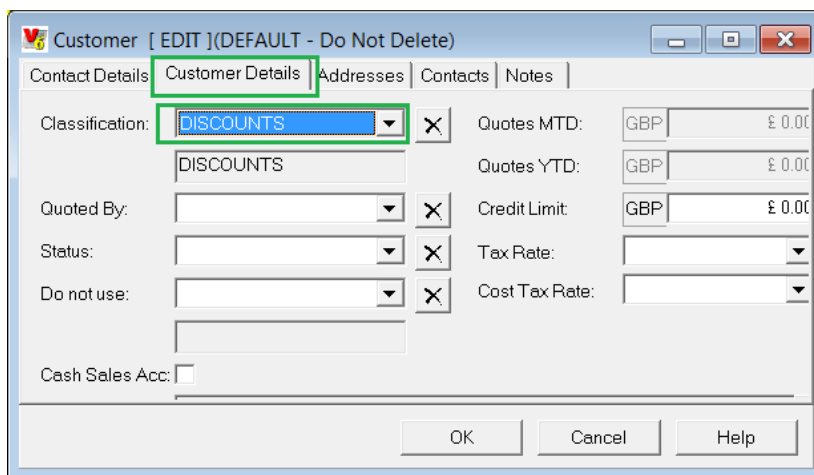 Customer [ EDIT ](DEFAULT - Do Not Delete)
Contact Details Customer Details Addresses Contacts Notes
Classification: DISCOUNTS Quotes MTD: GBP £ 0.00
DISCOUNTS Quotes YTD: GBP £ 0.00
Quoted By: Credit Limit: GBP £ 0.00
Status: Tax Rate:
Do not use: Cost Tax Rate:
Cash Sales Acc:
OK Cancel Help